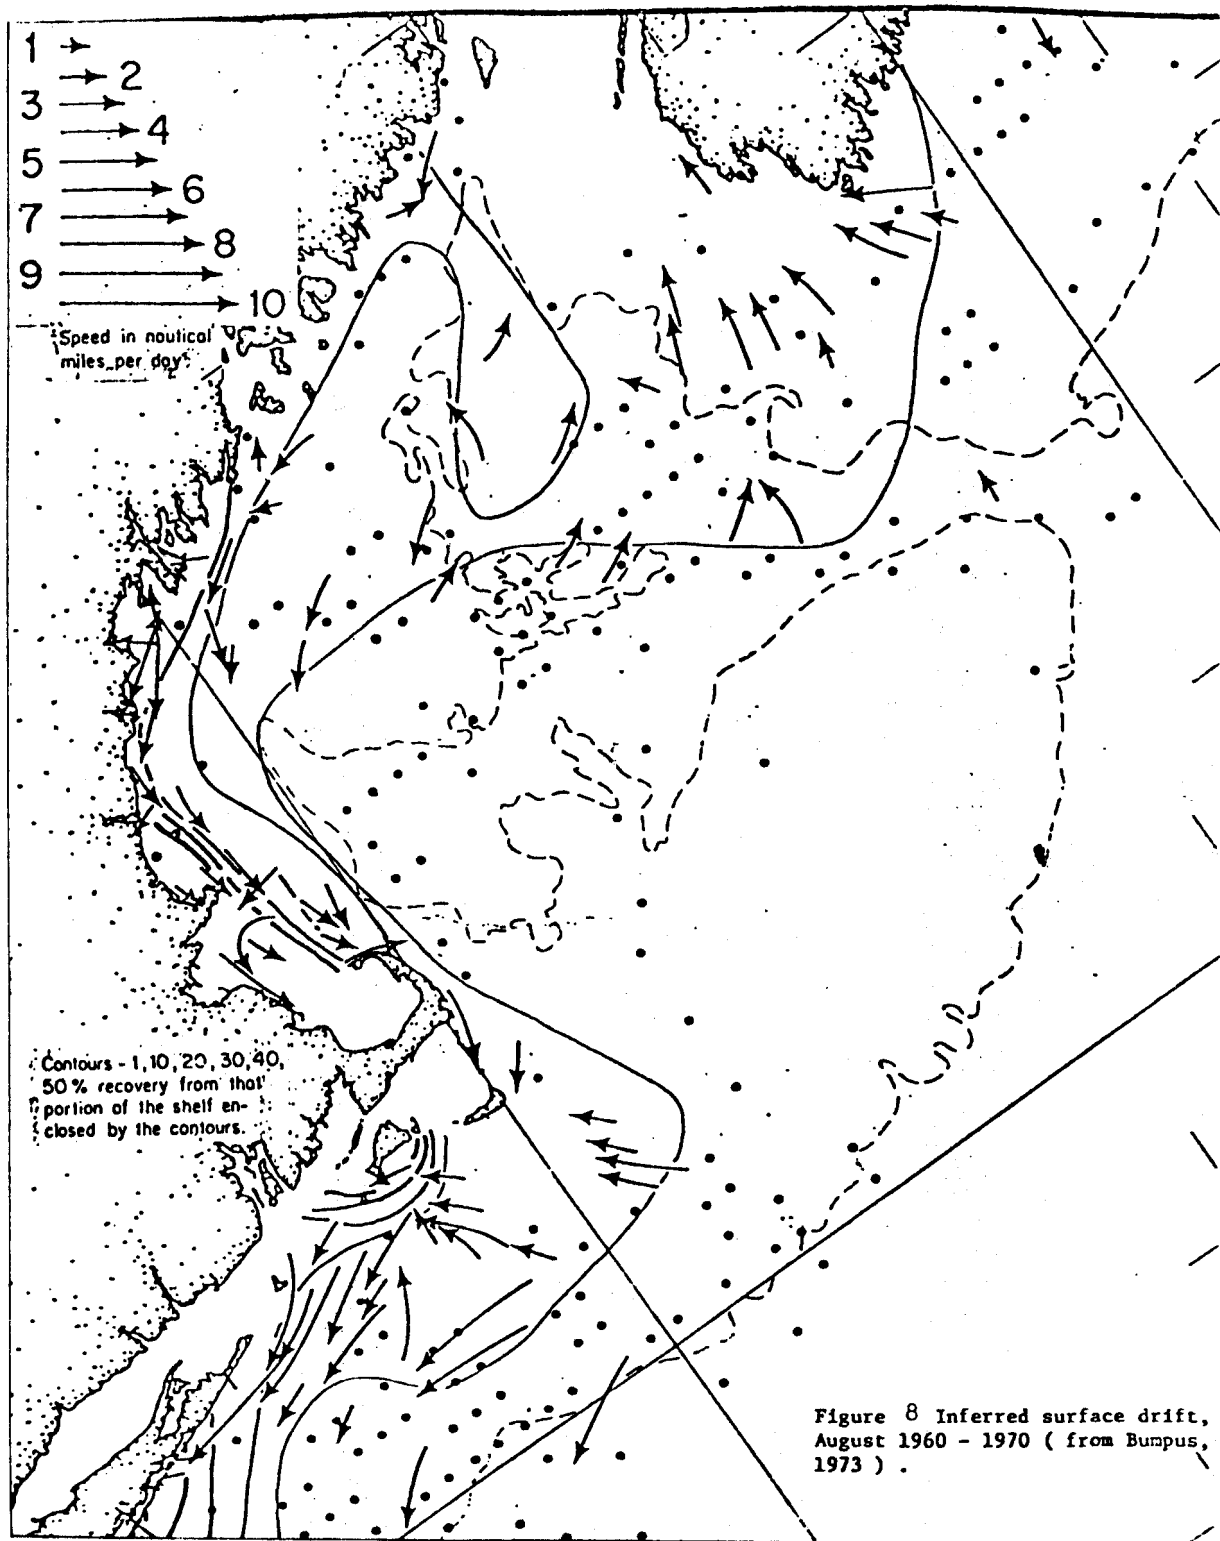 1
2
3
4
5
6
7
8
9
10
Speed in nautical
miles per day
Contours - 1, 10, 20, 30, 40,
50 % recovery from that
portion of the shelf en-
closed by the contours.
Figure 8 Inferred surface drift,
August 1960 - 1970 ( from Bumpus,
1973 ) .